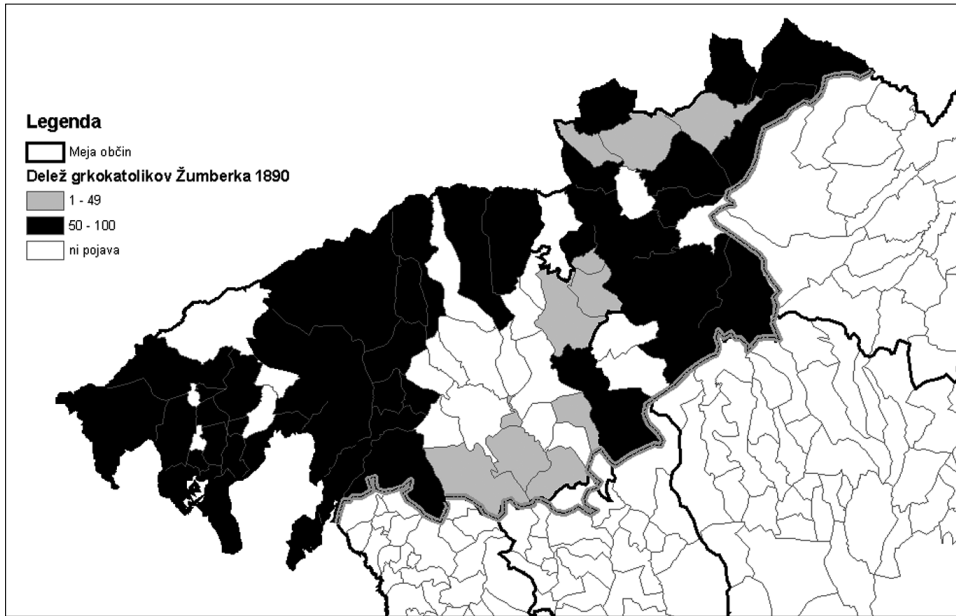 Legenda
Meja občin
Delež grkokatolikov Žumberka 1890
1 - 49
50 - 100
ni pojava